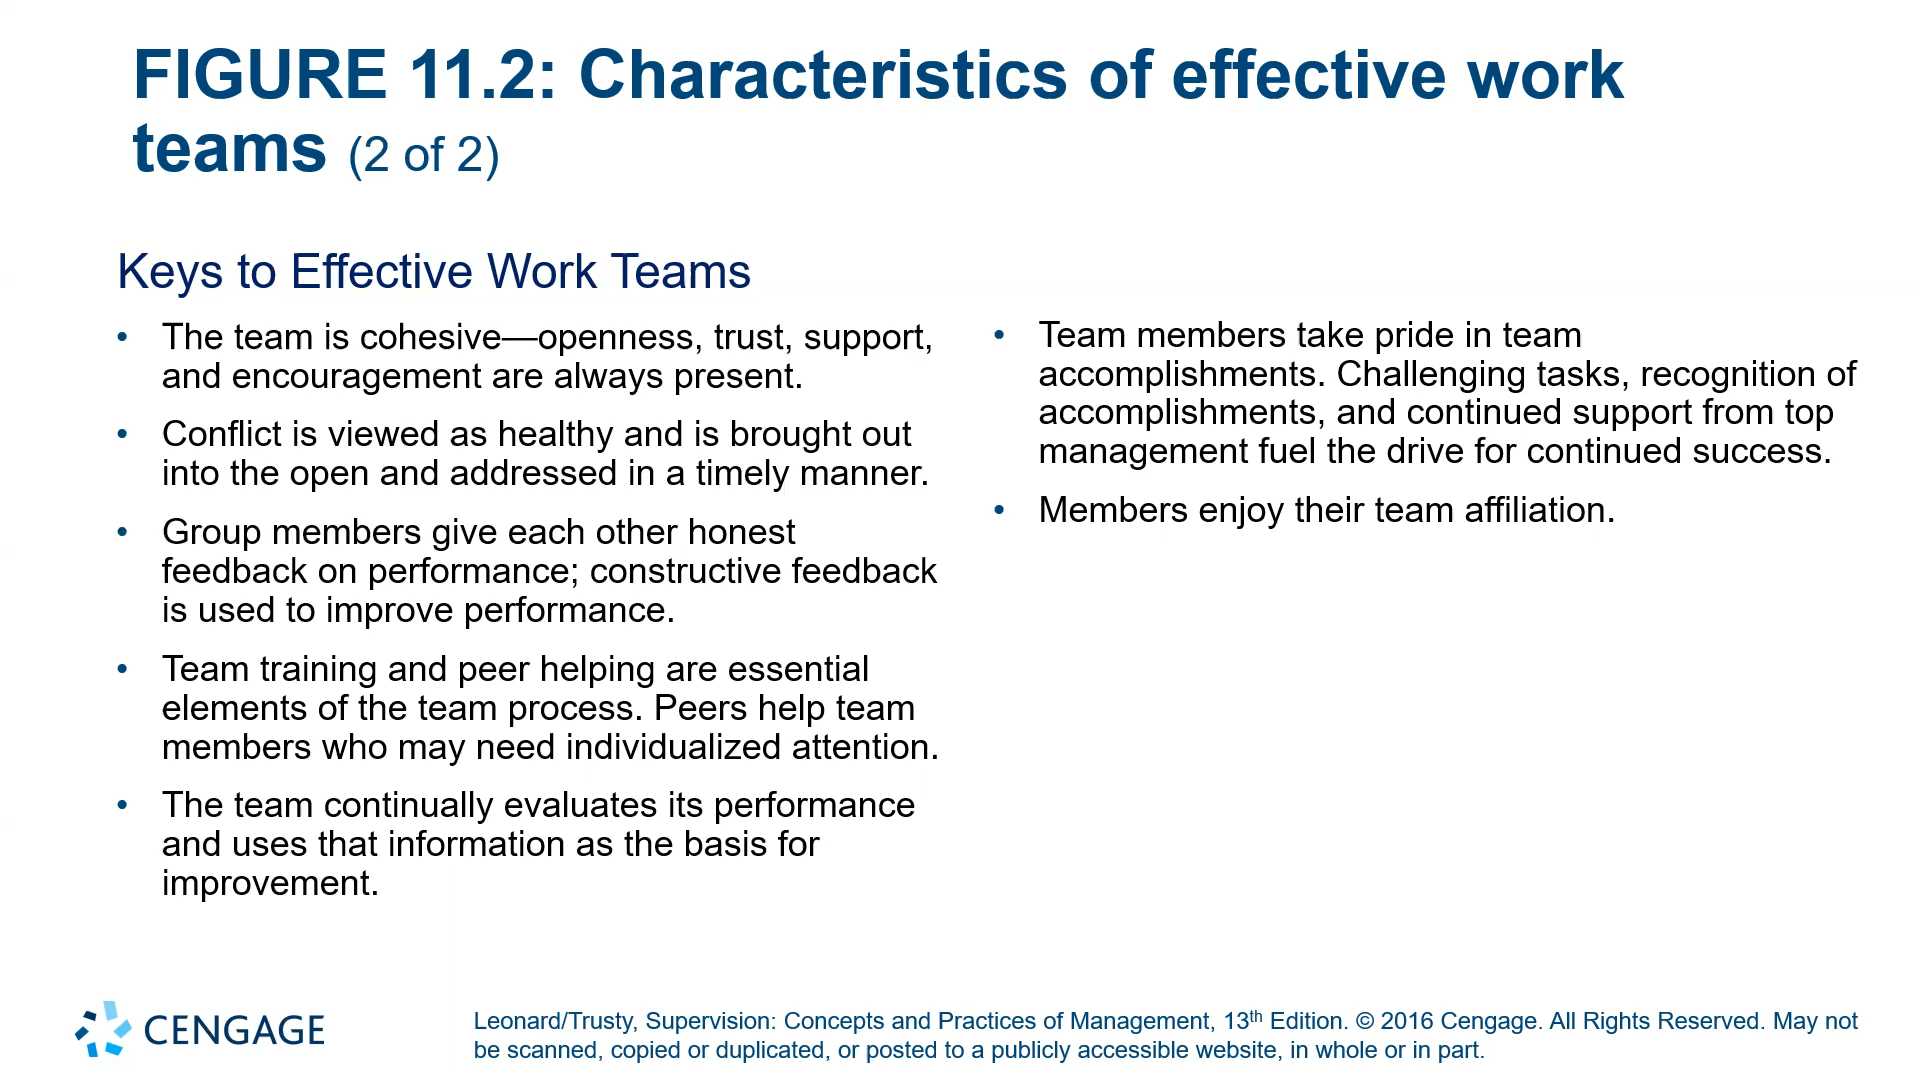 FIGURE 11.2: Characteristics of effective work
teams (2 of 2)
Keys to Effective Work Teams
• The team is cohesive—openness, trust, support,
and encouragement are always present.
• Conflict is viewed as healthy and is brought out
into the open and addressed in a timely manner.
• Group members give each other honest
feedback on performance; constructive feedback
is used to improve performance.
• Team training and peer helping are essential
elements of the team process. Peers help team
members who may need individualized attention.
• The team continually evaluates its performance
and uses that information as the basis for
improvement.
• Team members take pride in team
accomplishments. Challenging tasks, recognition of
accomplishments, and continued support from top
management fuel the drive for continued success.
• Members enjoy their team affiliation.
CENGAGE
Leonard/Trusty, Supervision: Concepts and Practices of Management, 13th Edition. © 2016 Cengage. All Rights Reserved. May not
be scanned, copied or duplicated, or posted to a publicly accessible website, in whole or in part.